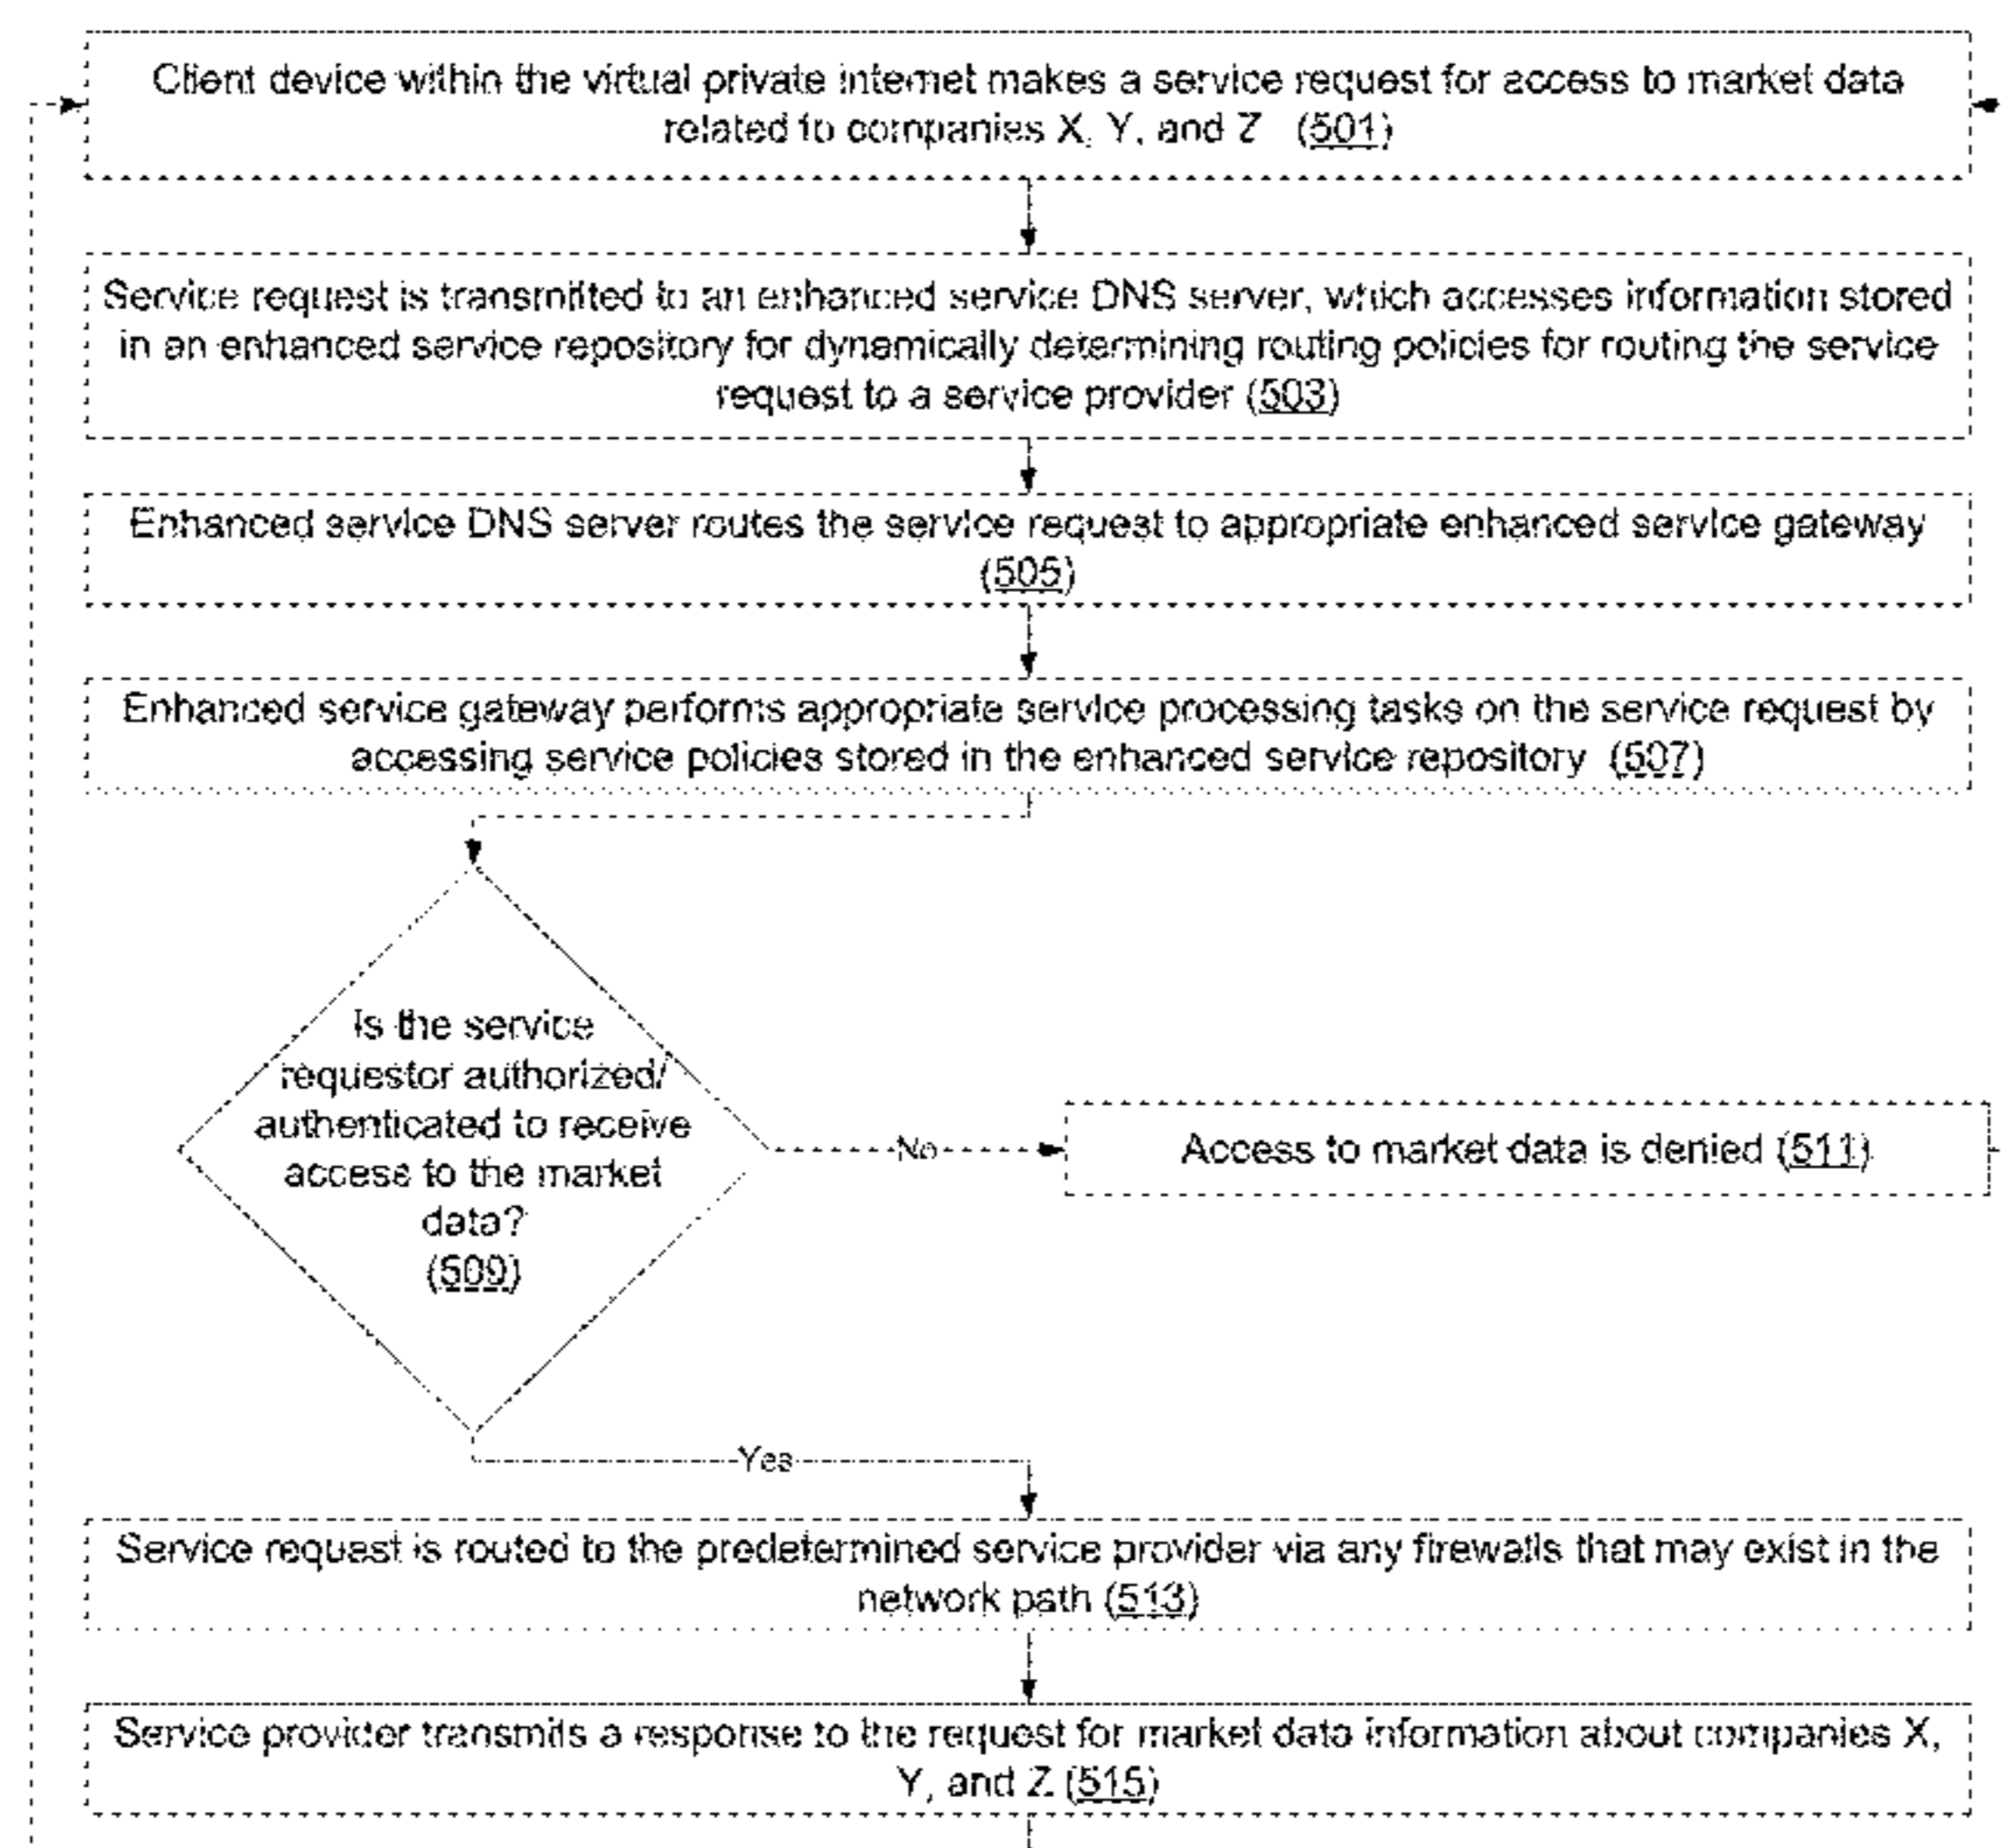 Client device within the virtual private internet makes a service request for access to market data
related to companies X, Y, and Z (501)
Service request is transmitted to an enhanced service DNS server, which accesses information stored
in an enhanced service repository for dynamically determining routing policies for routing the service
request to a service provider (503)
Enhanced service DNS server routes the service request to appropriate enhanced service gateway
(505)
Enhanced service gateway performs appropriate service processing tasks on the service request by
accessing service policies stored in the enhanced service repository (507)
Is the service
requestor authorized/
authenticated to receive
access to the market
data?
(509)
No
Access to market data is denied (511)
Yes
Service request is routed to the predetermined service provider via any firewalls that may exist in the
network path (513)
Service provider transmits a response to the request for market data information about companies X,
Y, and Z (515)